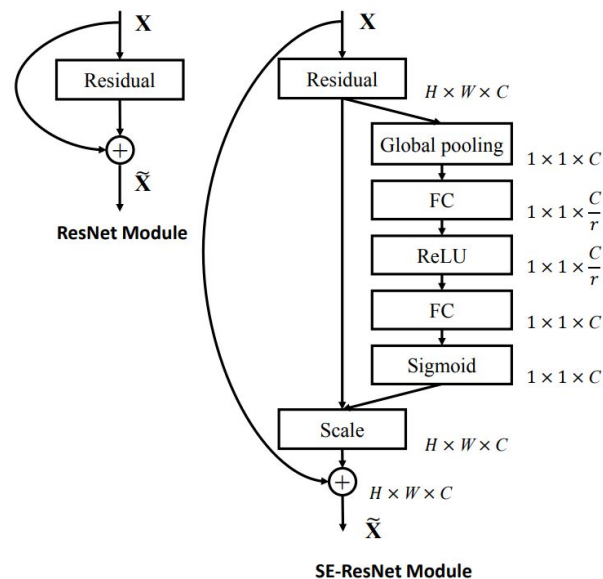 X
Residual
+
X̃
ResNet Module
X
Residual
H × W × C
Global pooling
1 × 1 × C
FC
1 × 1 × C/r
ReLU
1 × 1 × C/r
FC
1 × 1 × C
Sigmoid
1 × 1 × C
Scale
H × W × C
+
H × W × C
X̃
SE-ResNet Module